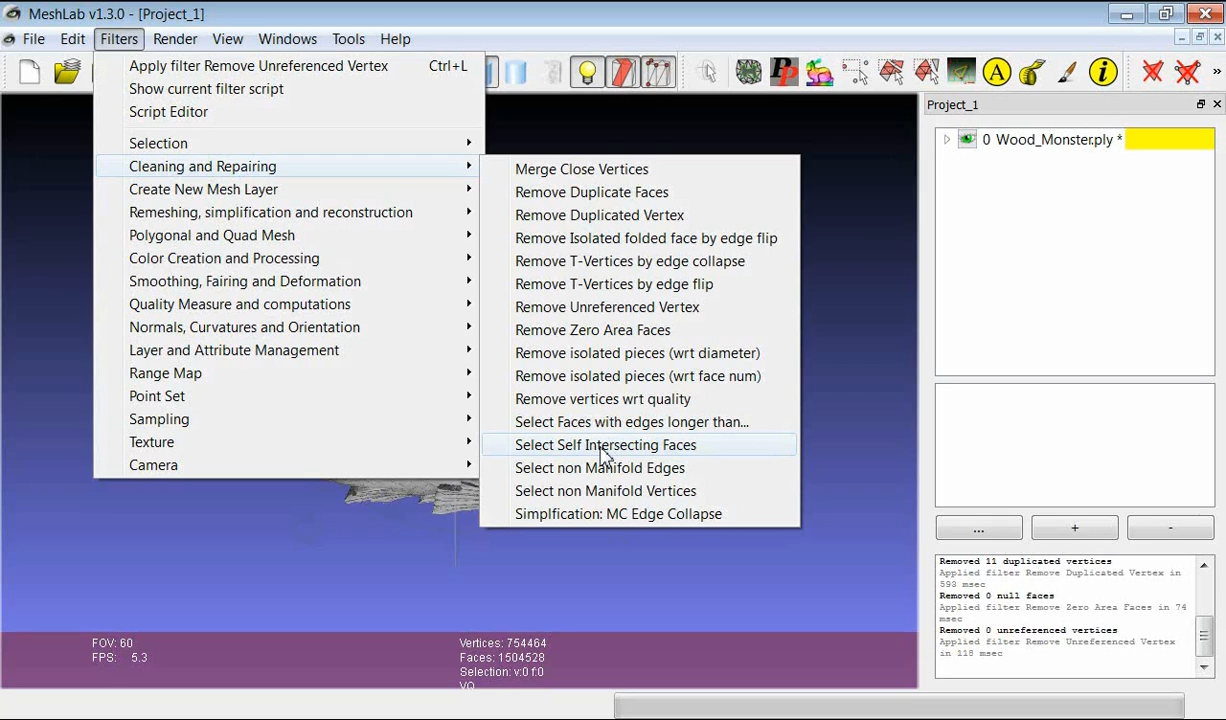 MeshLab v1.3.0 - [Project_1]
File Edit Filters Render View Windows Tools Help
Apply filter Remove Unreferenced Vertex Ctrl+L
Show current filter script
Script Editor
Selection
Cleaning and Repairing
Create New Mesh Layer
Remeshing, simplification and reconstruction
Polygonal and Quad Mesh
Color Creation and Processing
Smoothing, Fairing and Deformation
Quality Measure and computations
Normals, Curvatures and Orientation
Layer and Attribute Management
Range Map
Point Set
Sampling
Texture
Camera
Merge Close Vertices
Remove Duplicate Faces
Remove Duplicated Vertex
Remove Isolated folded face by edge flip
Remove T-Vertices by edge collapse
Remove T-Vertices by edge flip
Remove Unreferenced Vertex
Remove Zero Area Faces
Remove isolated pieces (wrt diameter)
Remove isolated pieces (wrt face num)
Remove vertices wrt quality
Select Faces with edges longer than...
Select Self Intersecting Faces
Select non Manifold Edges
Select non Manifold Vertices
Simplfication: MC Edge Collapse
Project_1
0 Wood_Monster.ply *
... + -
Removed 11 duplicated vertices
Applied filter Remove Duplicated Vertex in
593 msec
Removed 0 null faces
Applied filter Remove Zero Area Faces in 74
msec
Removed 0 unreferenced vertices
Applied filter Remove Unreferenced Vertex
in 118 msec
FOV: 60
FPS: 5.3
Vertices: 754464
Faces: 1504528
Selection: v:0 f:0
VQ